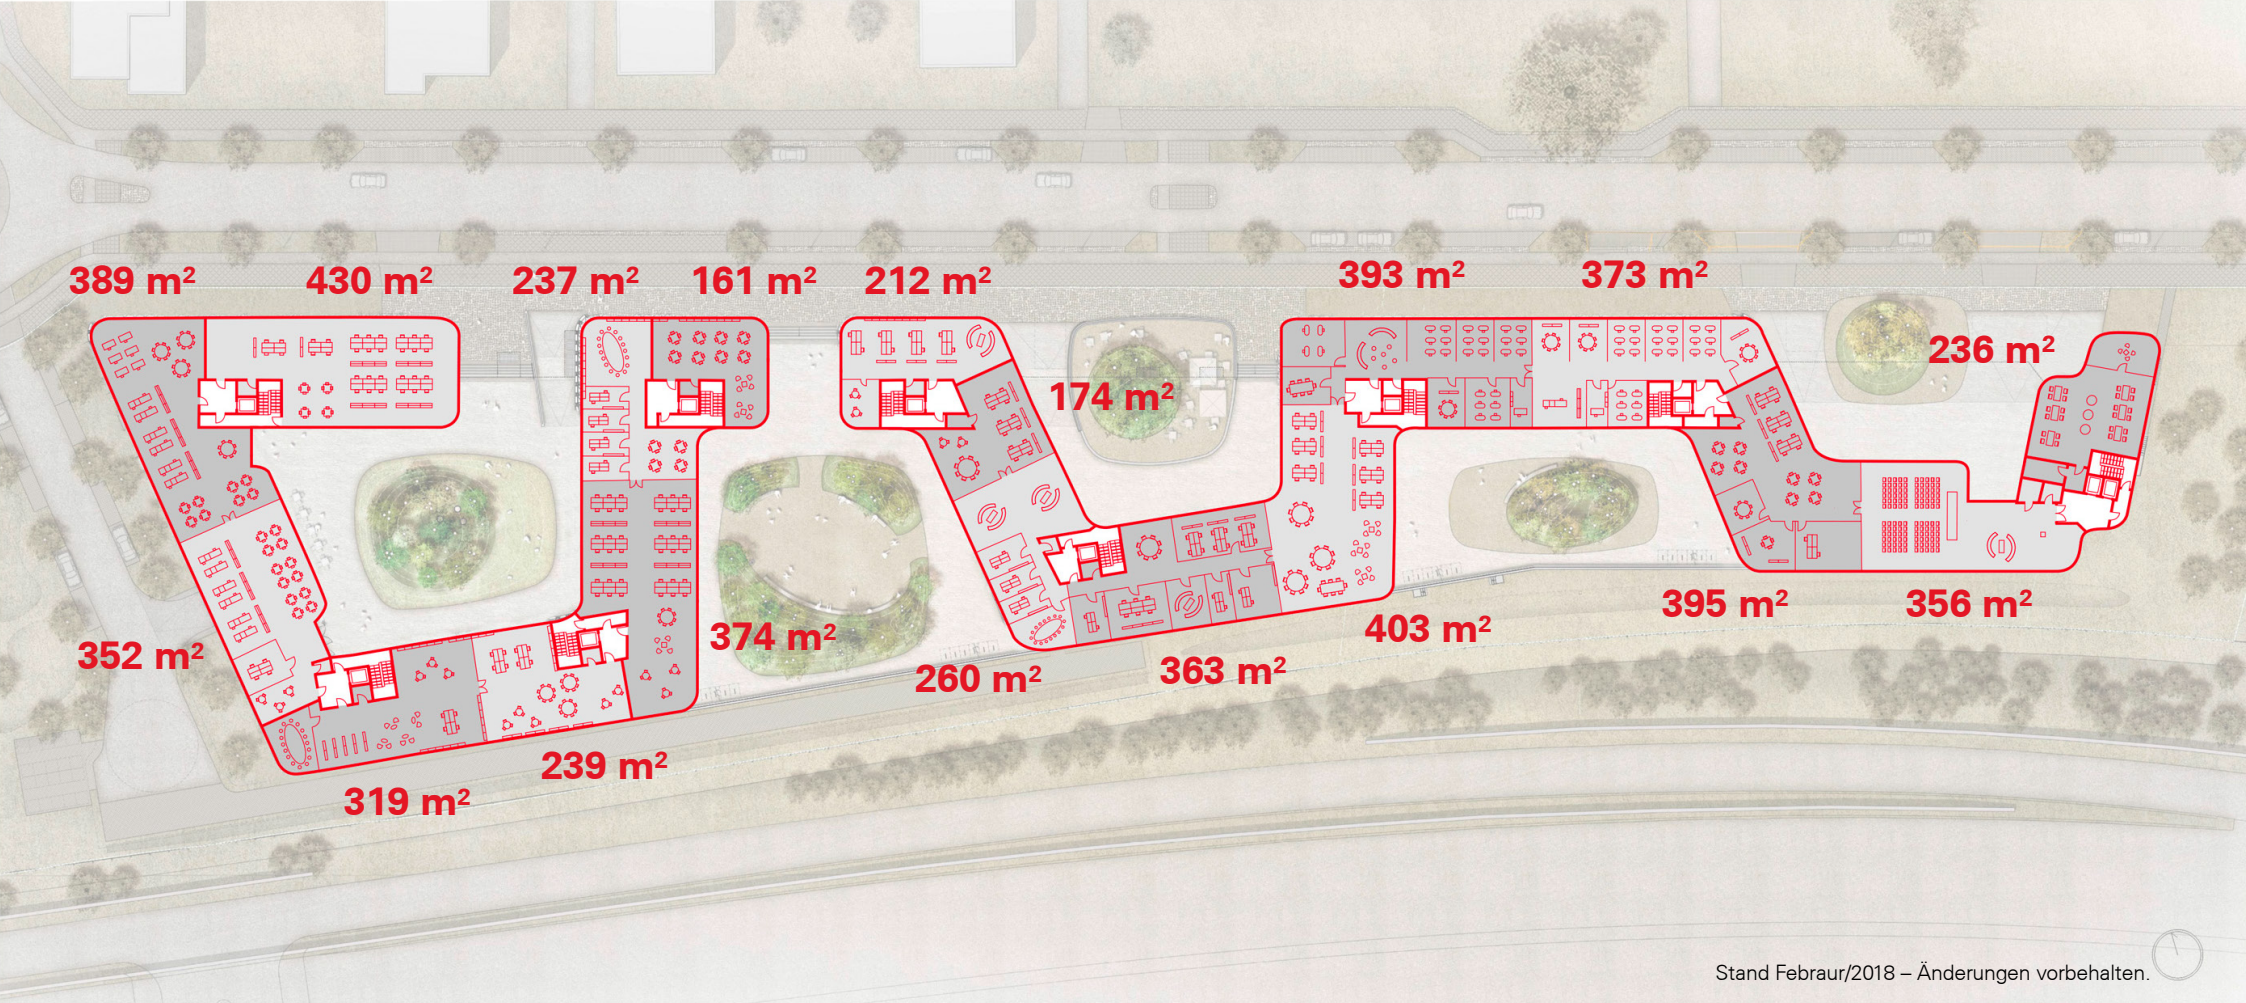 389 m²
430 m²
237 m²
161 m²
212 m²
393 m²
373 m²
236 m²
174 m²
352 m²
374 m²
260 m²
363 m²
403 m²
395 m²
356 m²
239 m²
319 m²
Stand Febraur/2018 – Änderungen vorbehalten.